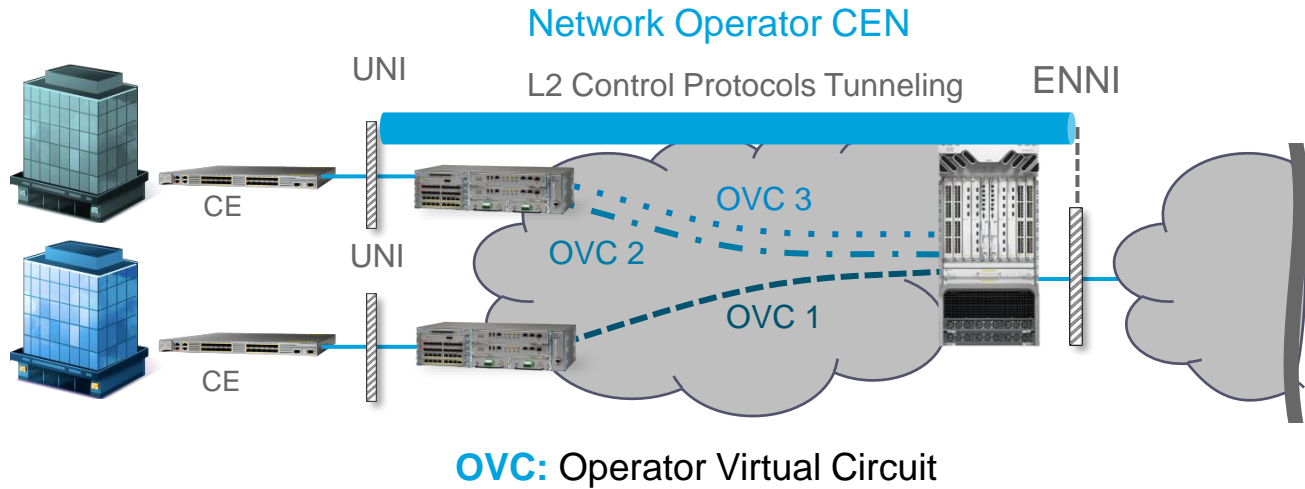 Network Operator CEN
UNI
L2 Control Protocols Tunneling
ENNI
CE
OVC 3
OVC 2
UNI
OVC 1
CE
OVC: Operator Virtual Circuit